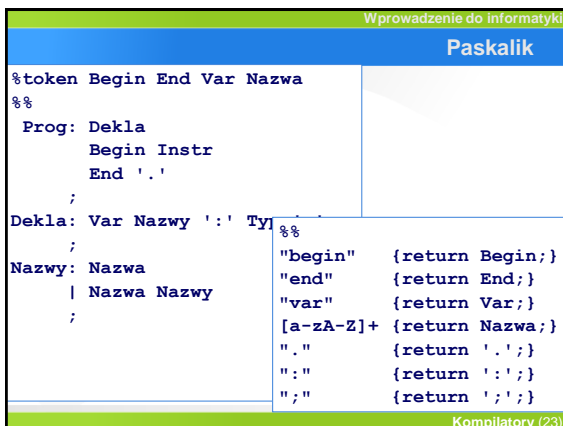 Wprowadzenie do informatyki
Paskalik
%token Begin End Var Nazwa
%%
Prog: Dekla
Begin Instr
End '.'
;
Dekla: Var Nazwy ':'
;
Nazwy: Nazwa
| Nazwa Nazwy
;
%%
"begin" {return Begin;}
"end" {return End;}
"var" {return Var;}
[a-zA-Z]+ {return Nazwa;}
"." {return '.';}
":" {return ':';}
";" {return ';';}
Kompilatory (23)